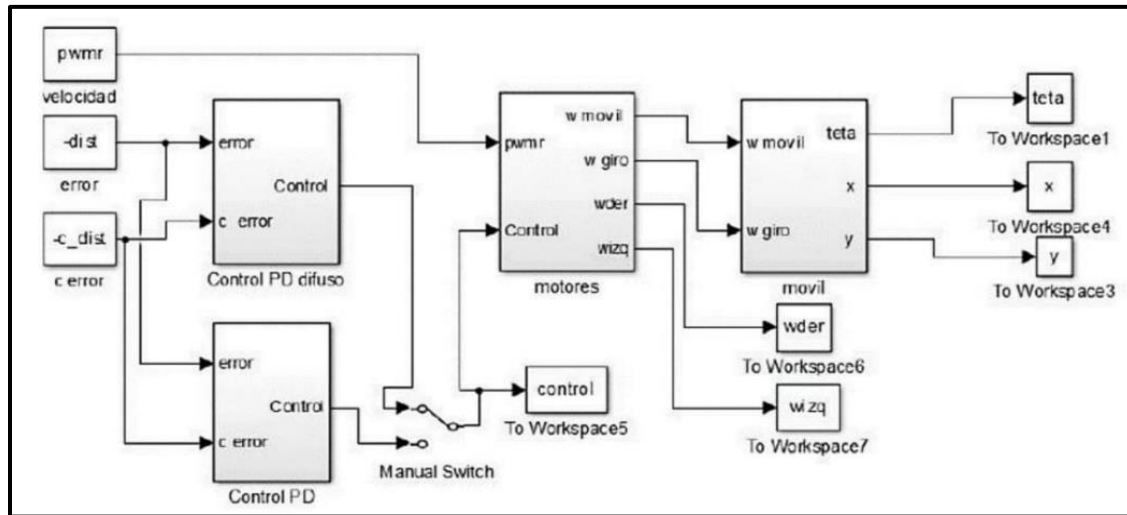 pwmr
velocidad
-dist
error
-c_dist
c error
error
Control
c error
Control PD difuso
error
Control
c error
Control PD
Manual Switch
control
To Workspace5
pwmr
Control
w movil
w giro
wder
wizq
motores
w movil
w giro
teta
x
y
movil
teta
To Workspace1
x
To Workspace4
y
To Workspace3
wder
To Workspace6
wizq
To Workspace7